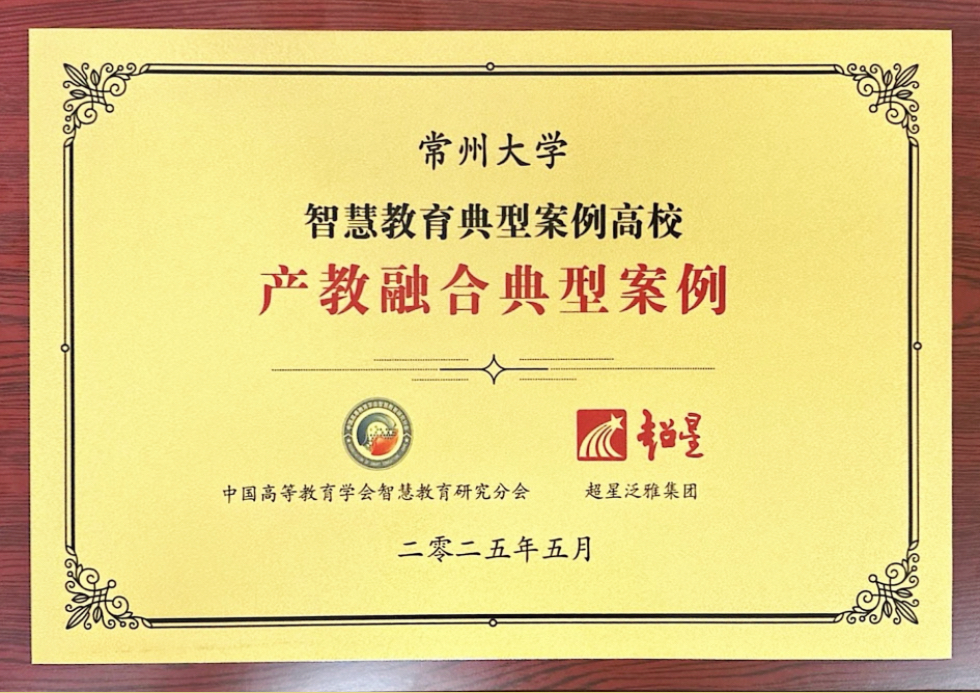 常州大学
智慧教育典型案例高校
产教融合典型案例
超星
中国高等教育学会智慧教育研究分会
超星泛雅集团
二零二五年五月